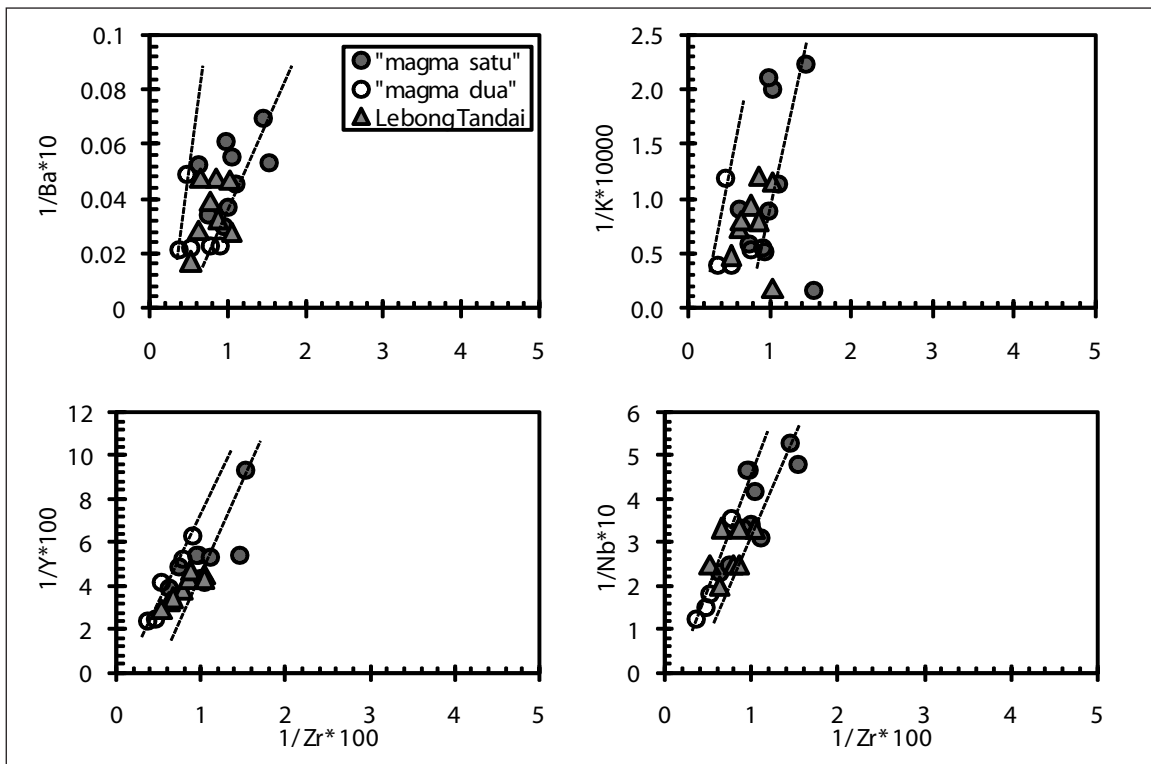 0.1
0.08
0.06
0.04
0.02
0
1/Ba*10
0 1 2 3 4 5
"magma satu"
"magma dua"
LebongTandai
2.5
2.0
1.5
1.0
0.5
0.0
1/K*10000
0 1 2 3 4 5
12
10
8
6
4
2
0
1/Y*100
0 1 2 3 4 5
1/Zr*100
6
5
4
3
2
1
0
1/Nb*10
0 1 2 3 4 5
1/Zr*100